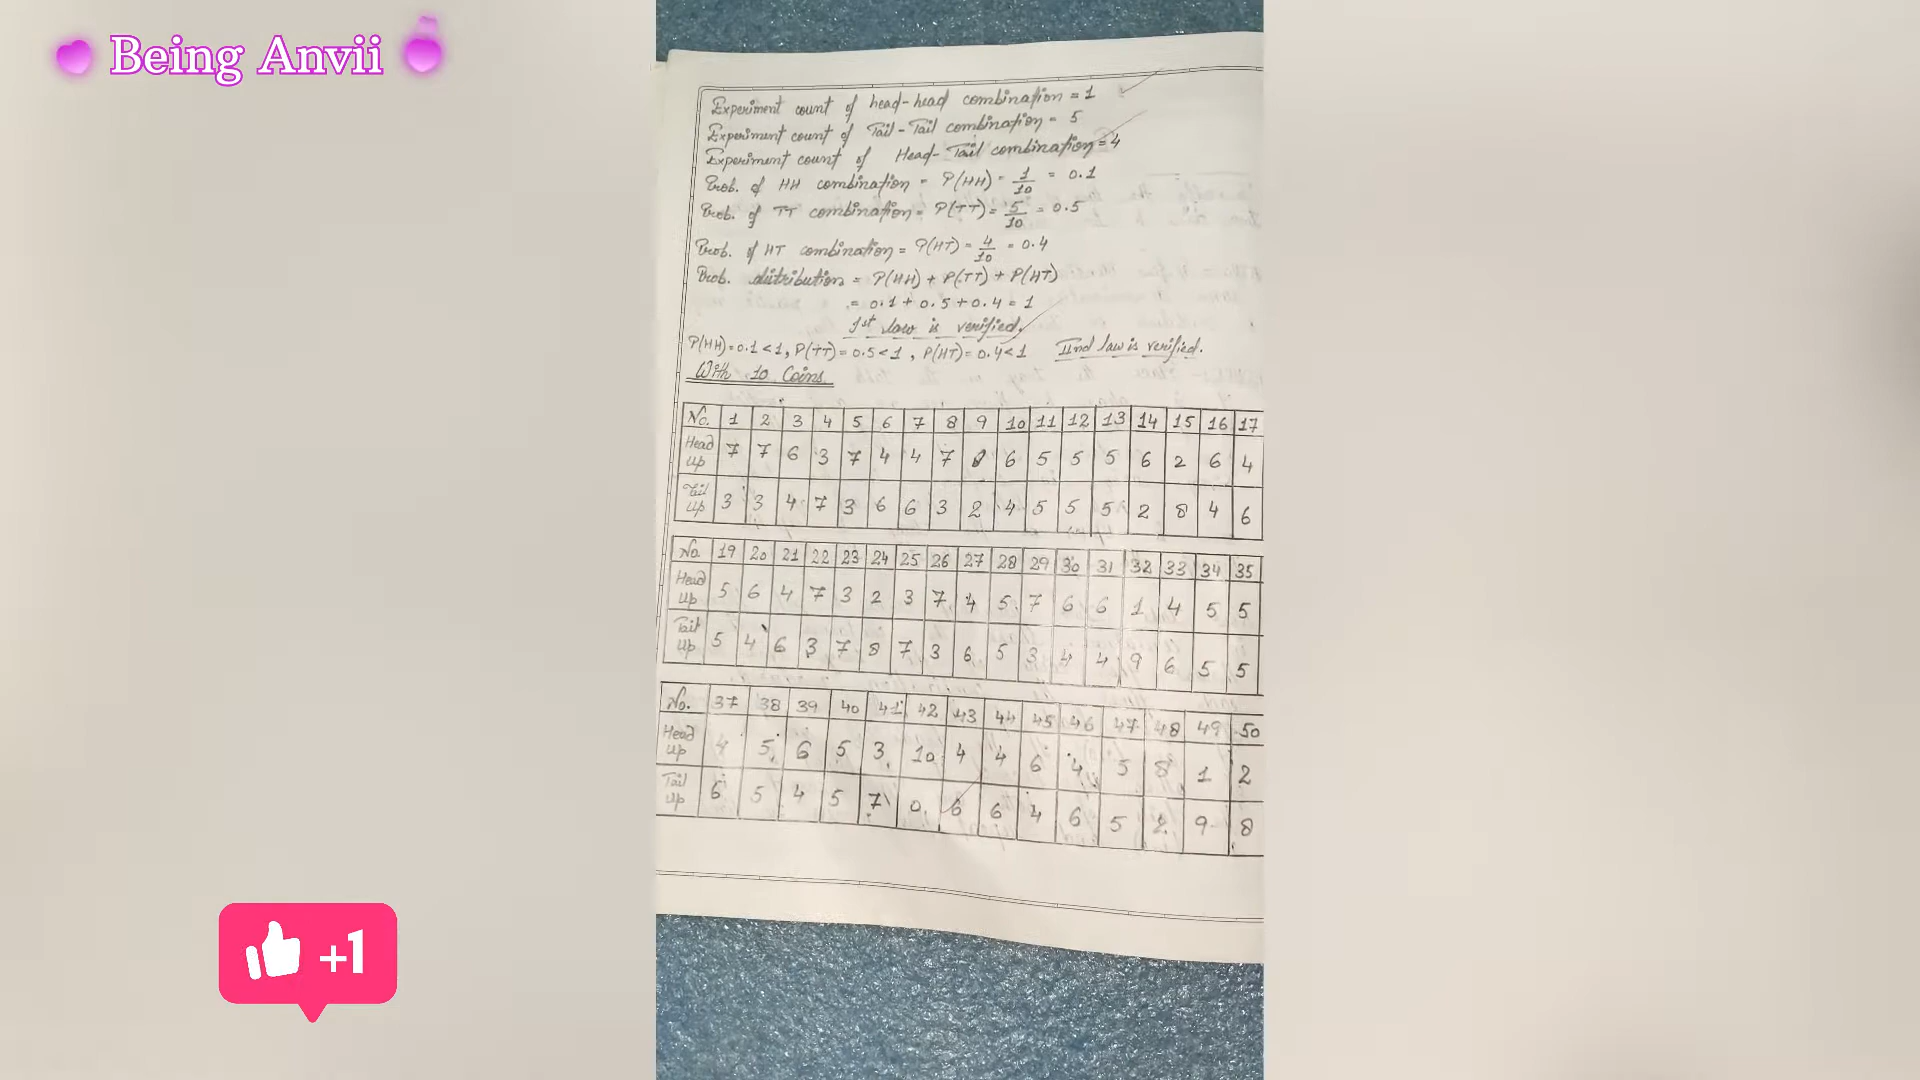 Being Anvii
Experiment count of head-head combination = 1
Experiment count of Tail-Tail combination = 5
Experiment count of Head-Tail combination = 4
Prob. of HH combination = P(HH) = 1/10 = 0.1
Prob. of TT combination = P(TT) = 5/10 = 0.5
Prob. of HT combination = P(HT) = 4/10 = 0.4
Prob. distribution = P(HH) + P(TT) + P(HT)
= 0.1 + 0.5 + 0.4 = 1
1st law is verified.
P(HH) = 0.1 < 1, P(TT) = 0.5 < 1, P(HT) = 0.4 < 1 IInd law is verified.
With 10 Coins
No. 1 2 3 4 5 6 7 8 9 10 11 12 13 14 15 16 17
Head up 7 7 6 3 7 4 4 7 8 6 5 5 5 6 2 6 4
Tail up 3 3 4 7 3 6 6 3 2 4 5 5 5 2 8 4 6
No. 19 20 21 22 23 24 25 26 27 28 29 30 31 32 33 34 35
Head up 5 6 4 7 3 2 3 7 4 5 7 6 6 1 4 5 5
Tail up 5 4 6 3 7 8 7 3 6 5 3 4 4 9 6 5 5
No. 37 38 39 40 41 42 43 44 45 46 47 48 49 50
Head up 4 5 6 5 3 10 4 4 6 4 5 8 1 2
Tail up 6 5 4 5 7 0 6 6 4 6 5 2 9 8
+1